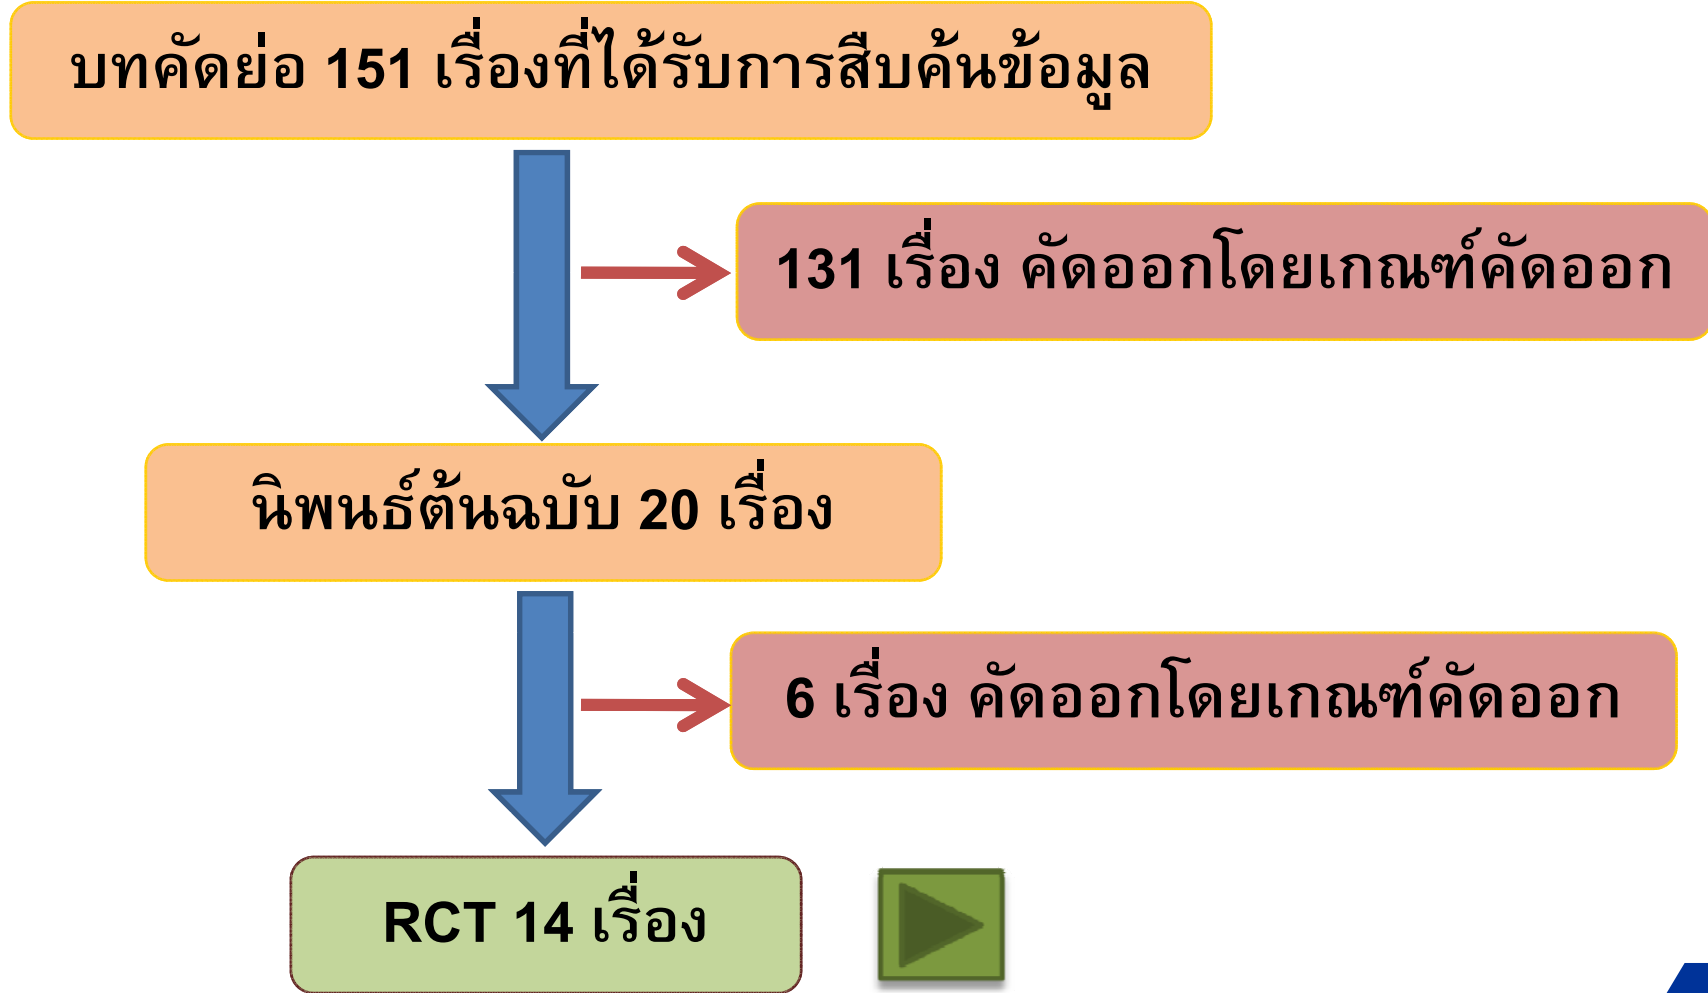 บทคัดย่อ 151 เรื่องที่ได้รับการสืบค้นข้อมูล
131 เรื่อง คัดออกโดยเกณฑ์คัดออก
นิพนธ์ต้นฉบับ 20 เรื่อง
6 เรื่อง คัดออกโดยเกณฑ์คัดออก
RCT 14 เรื่อง